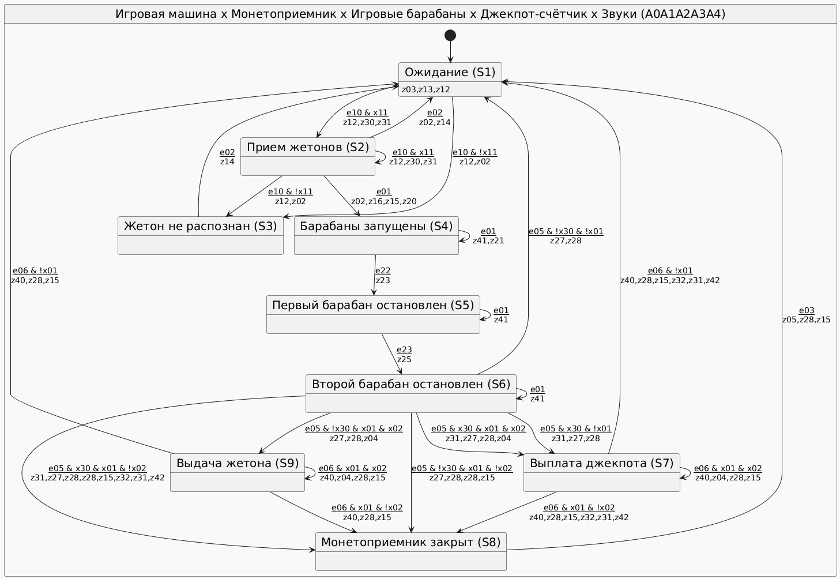 Игровая машина x Монетоприемник x Игровые барабаны x Джекпот-счётчик x Звуки (A0A1A2A3A4)
Ожидание (S1)
z03,z13,z12
e10 & x11
z12,z30,z31
e02
z02,z14
Прием жетонов (S2)
e10 & x11
z12,z30,z31
e10 & !x11
z12,z02
e02
z14
e10 & !x11
z12,z02
e01
z02,z16,z15,z20
Жетон не распознан (S3)
Барабаны запущены (S4)
e01
z41,z21
e05 & !x30 & !x01
z27,z28
e22
z23
e06 & !x01
z40,z28,z15
e06 & !x01
z40,z28,z15,z32,z31,z42
Первый барабан остановлен (S5)
e01
z41
e03
z05,z28,z15
e23
z25
Второй барабан остановлен (S6)
e01
z41
e05 & !x30 & x01 & x02
z27,z28,z04
e05 & x30 & x01 & x02
z31,z27,z28,z04
e05 & x30 & !x01
z31,z27,z28
e05 & x30 & x01 & !x02
z31,z27,z28,z28,z15,z32,z31,z42
Выдача жетона (S9)
e06 & x01 & x02
z40,z04,z28,z15
e05 & !x30 & x01 & !x02
z27,z28,z28,z15
Выплата джекпота (S7)
e06 & x01 & x02
z40,z04,z28,z15
e06 & x01 & !x02
z40,z28,z15
e06 & x01 & !x02
z40,z28,z15,z32,z31,z42
Монетоприемник закрыт (S8)